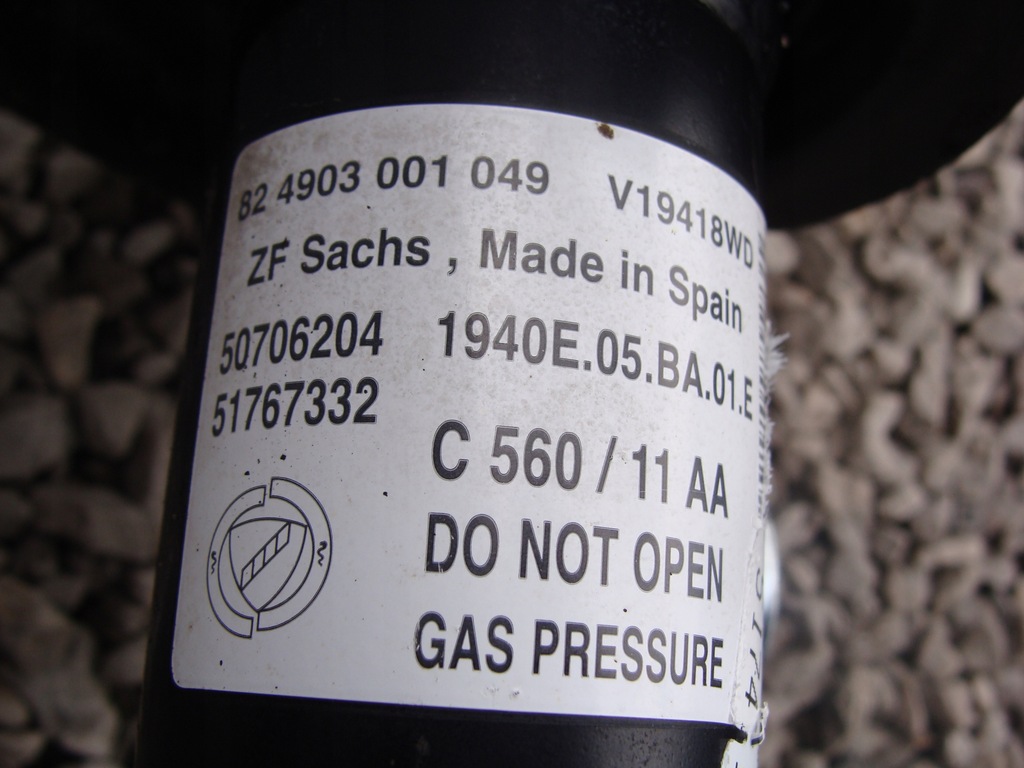 82 4903 001 049 V19418WD
ZF Sachs , Made in Spain
50706204 1940E.05.BA.01.E
51767332
C 560 / 11 AA
DO NOT OPEN
GAS PRESSURE